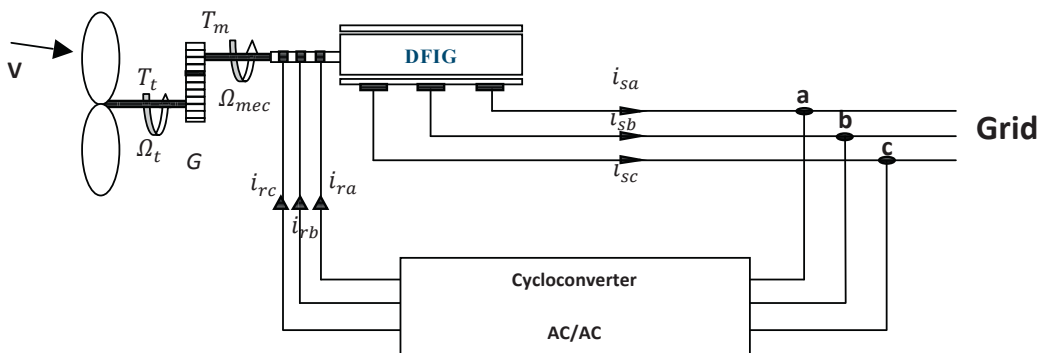 V
T_t
Ω_t
G
T_m
Ω_mec
DFIG
i_sa
i_sb
i_sc
a
b
c
Grid
i_rc
i_rb
i_ra
Cycloconverter
AC/AC